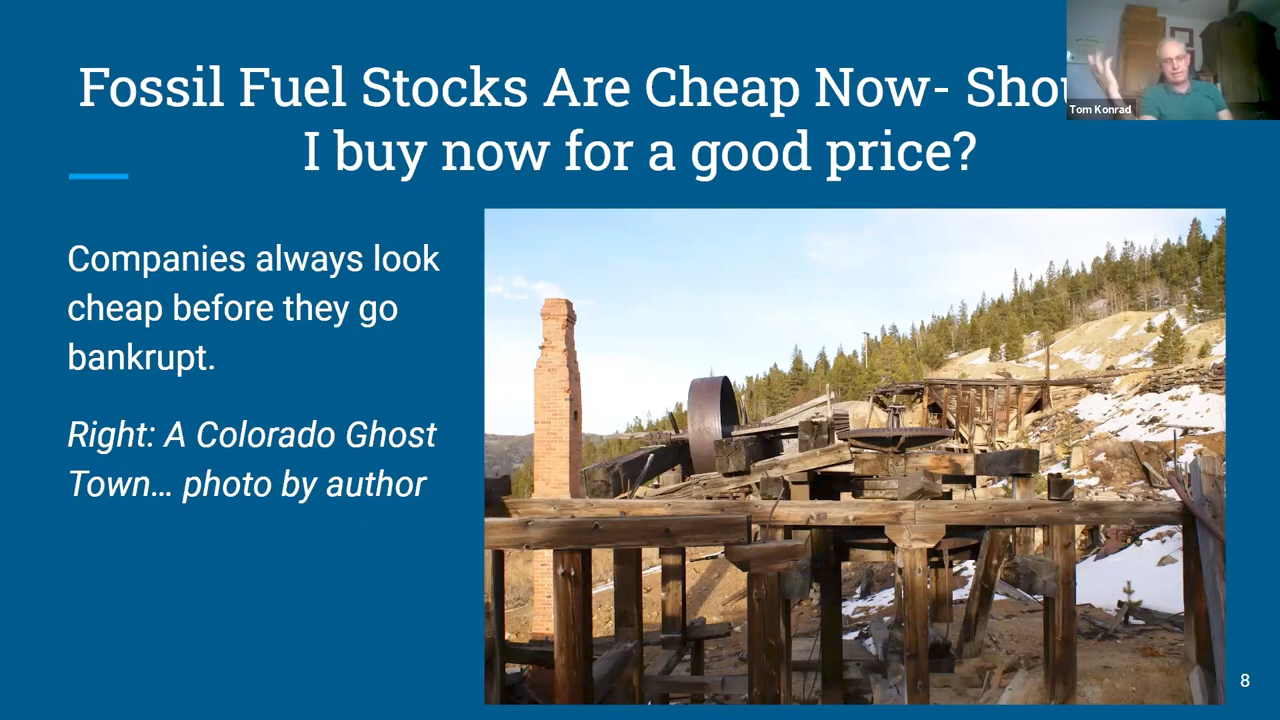 Fossil Fuel Stocks Are Cheap Now-
I buy now for a good price?
Tom Konrad
Companies always look
cheap before they go
bankrupt.
Right: A Colorado Ghost
Town... photo by author
8